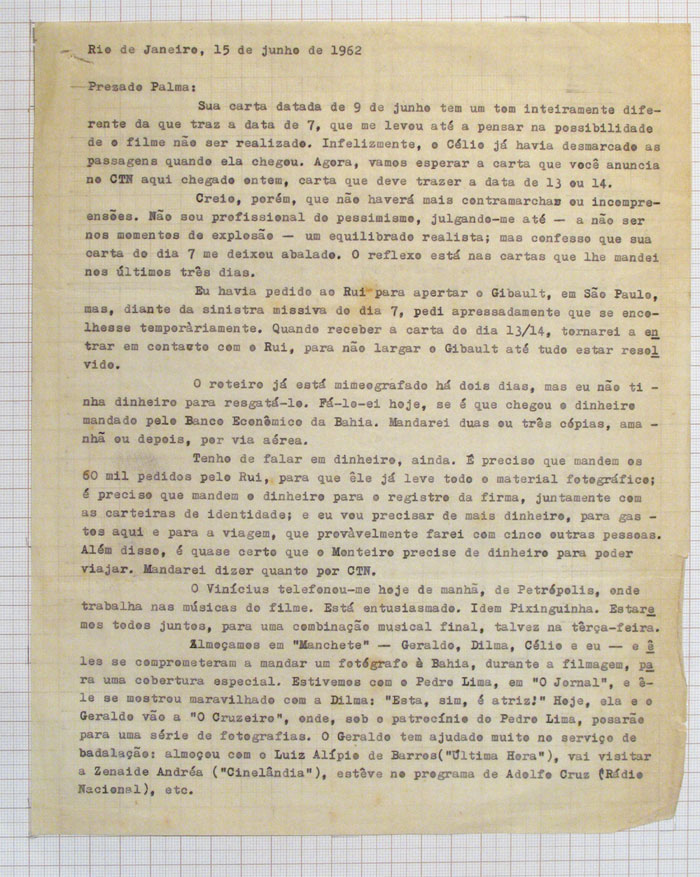 Rio de Janeiro, 15 de junho de 1962
Prezado Palma:
Sua carta datada de 9 de junho tem um tom inteiramente dife-
rente da que traz a data de 7, que me levou até a pensar na possibilidade
de o filme não ser realizado. Infelizmente, o Célio já havia desmarcado as
passagens quando ela chegou. Agora, vamos esperar a carta que você anuncia
no CTN aqui chegado ontem, carta que deve trazer a data de 13 ou 14.
Creio, porém, que não haverá mais contramarchas ou incompre-
ensões. Não sou profissional do pessimismo, julgando-me até — a não ser
nos momentos de explosão — um equilibrado realista; mas confesso que sua
carta do dia 7 me deixou abalado. O reflexo está nas cartas que lhe mandei
nos últimos três dias.
Eu havia pedido ao Rui para apertar o Gibault, em São Paulo,
mas, diante da sinistra missiva do dia 7, pedi apressadamente que se enco-
lhesse temporàriamente. Quando receber a carta do dia 13/14, tornarei a en
trar em contacto com o Rui, para não largar o Gibault até tudo estar resol
vido.
O roteiro já está mimeografado há dois dias, mas eu não ti -
nha dinheiro para resgatá-lo. Fá-lo-ei hoje, se é que chegou o dinheiro
mandado pelo Banco Econômico da Bahia. Mandarei duas ou três cópias, ama -
nhã ou depois, por via aérea.
Tenho de falar em dinheiro, ainda. É preciso que mandem os
60 mil pedidos pelo Rui, para que êle já leve todo o material fotográfico;
é preciso que mandem o dinheiro para o registro da firma, juntamente com
as carteiras de identidade; e eu vou precisar de mais dinheiro, para gas -
tos aqui e para a viagem, que provàvelmente farei com cinco outras pessoas.
Além disso, é quase certo que o Monteiro precise de dinheiro para poder
viajar. Mandarei dizer quanto por CTN.
O Vinícius telefonou-me hoje de manhã, de Petrópolis, onde
trabalha nas músicas do filme. Está entusiasmado. Idem Pixinguinha. Estare
mos todos juntos, para uma combinação musical final, talvez na têrça-feira.
Almoçamos em "Manchete" — Geraldo, Dilma, Célio e eu — e ê
les se comprometeram a mandar um fotógrafo à Bahia, durante a filmagem, pa
ra uma cobertura especial. Estivemos com o Pedro Lima, em "O Jornal", e ê-
le se mostrou maravilhado com a Dilma: "Esta, sim, é atriz!" Hoje, ela e o
Geraldo vão a "O Cruzeiro", onde, sob o patrocínio do Pedro Lima, posarão
para uma série de fotografias. O Geraldo tem ajudado muito no serviço de
badalação: almoçou com o Luiz Alípio de Barros("Última Hora"), vai visitar
a Zenaide Andréa ("Cinelândia"), estêve no programa de Adolfo Cruz (Rádio
Nacional), etc.